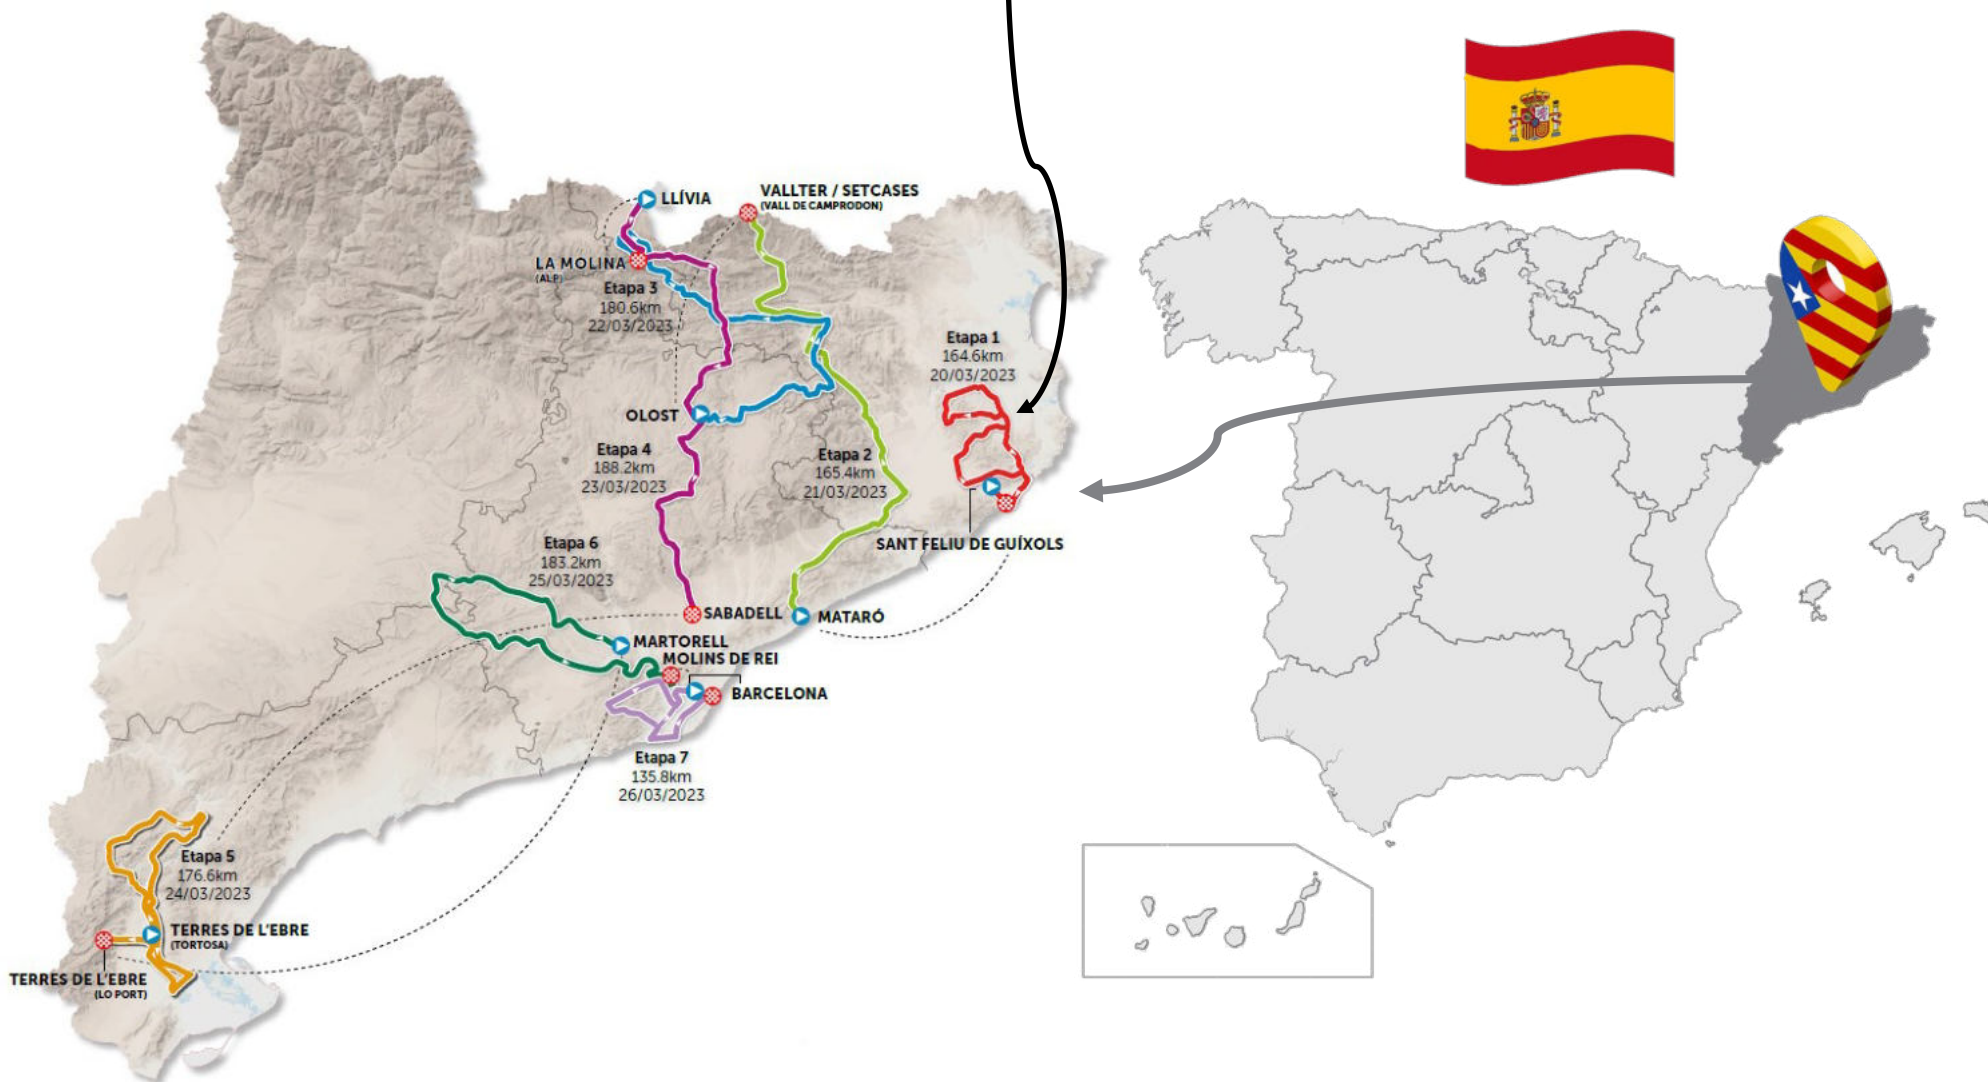 LLÍVIA
VALLTER / SETCASES
(VALL DE CAMPRODON)
LA MOLINA
(ALP)
Etapa 3
180.6km
22/03/2023
Etapa 1
164.6km
20/03/2023
OLOST
Etapa 4
188.2km
23/03/2023
Etapa 2
165.4km
21/03/2023
SANT FELIU DE GUÍXOLS
Etapa 6
183.2km
25/03/2023
SABADELL
MATARÓ
MARTORELL
MOLINS DE REI
BARCELONA
Etapa 7
135.8km
26/03/2023
Etapa 5
176.6km
24/03/2023
TERRES DE L'EBRE
(TORTOSA)
TERRES DE L'EBRE
(LO PORT)